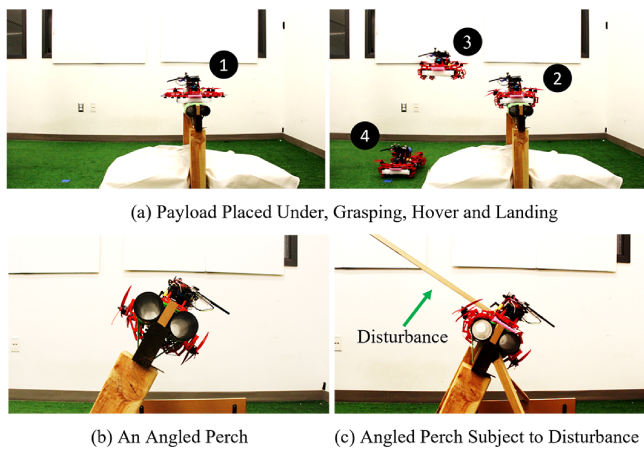 1
2
3
4
(a) Payload Placed Under, Grasping, Hover and Landing
Disturbance
(b) An Angled Perch
(c) Angled Perch Subject to Disturbance